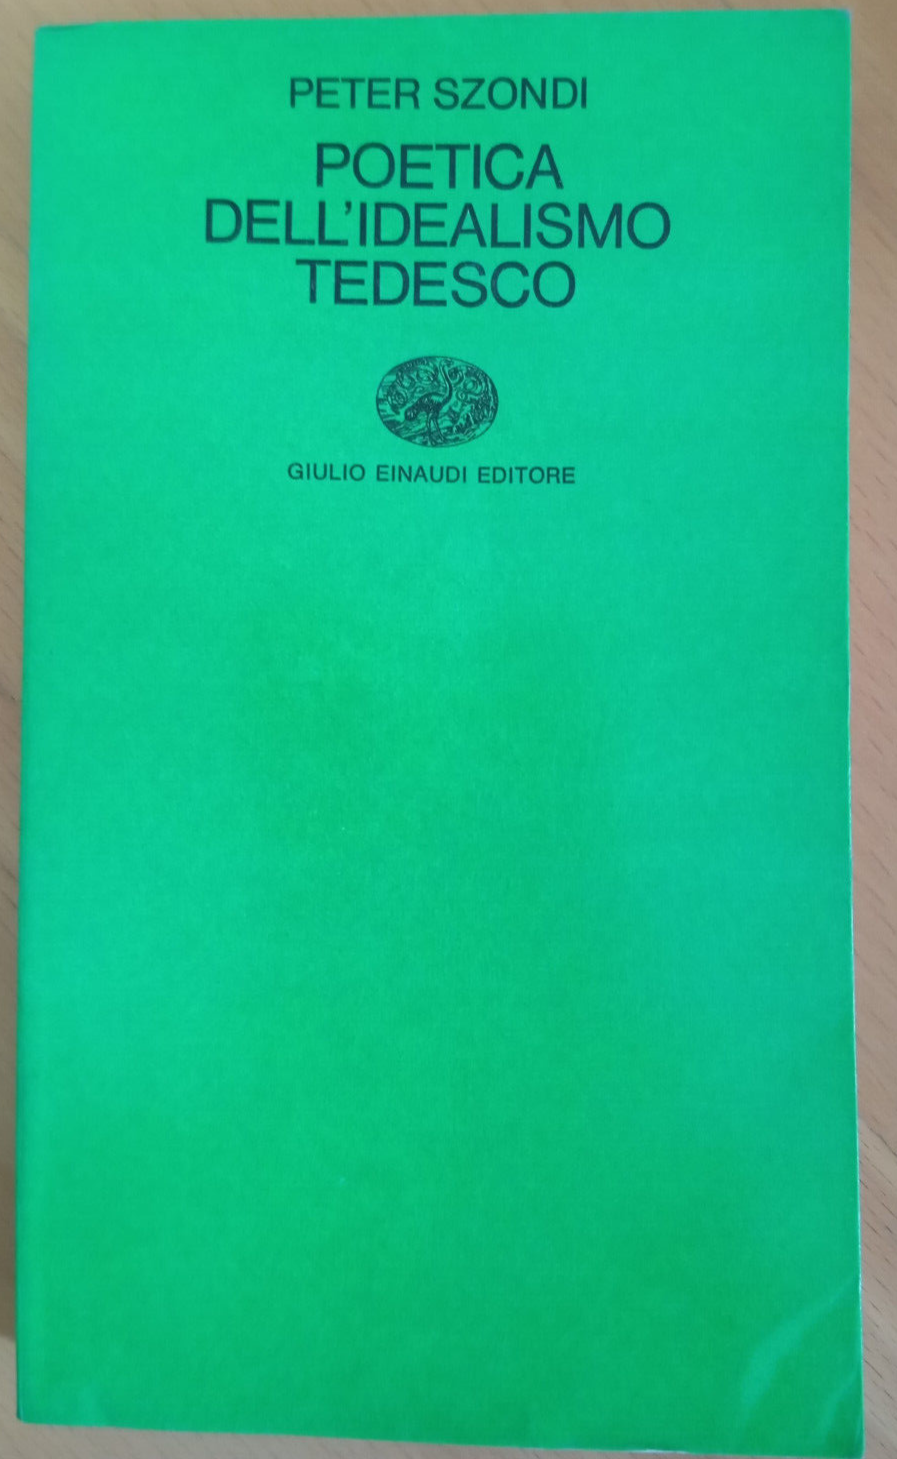 PETER SZONDI
POETICA
DELL'IDEALISMO
TEDESCO
GIULIO EINAUDI EDITORE